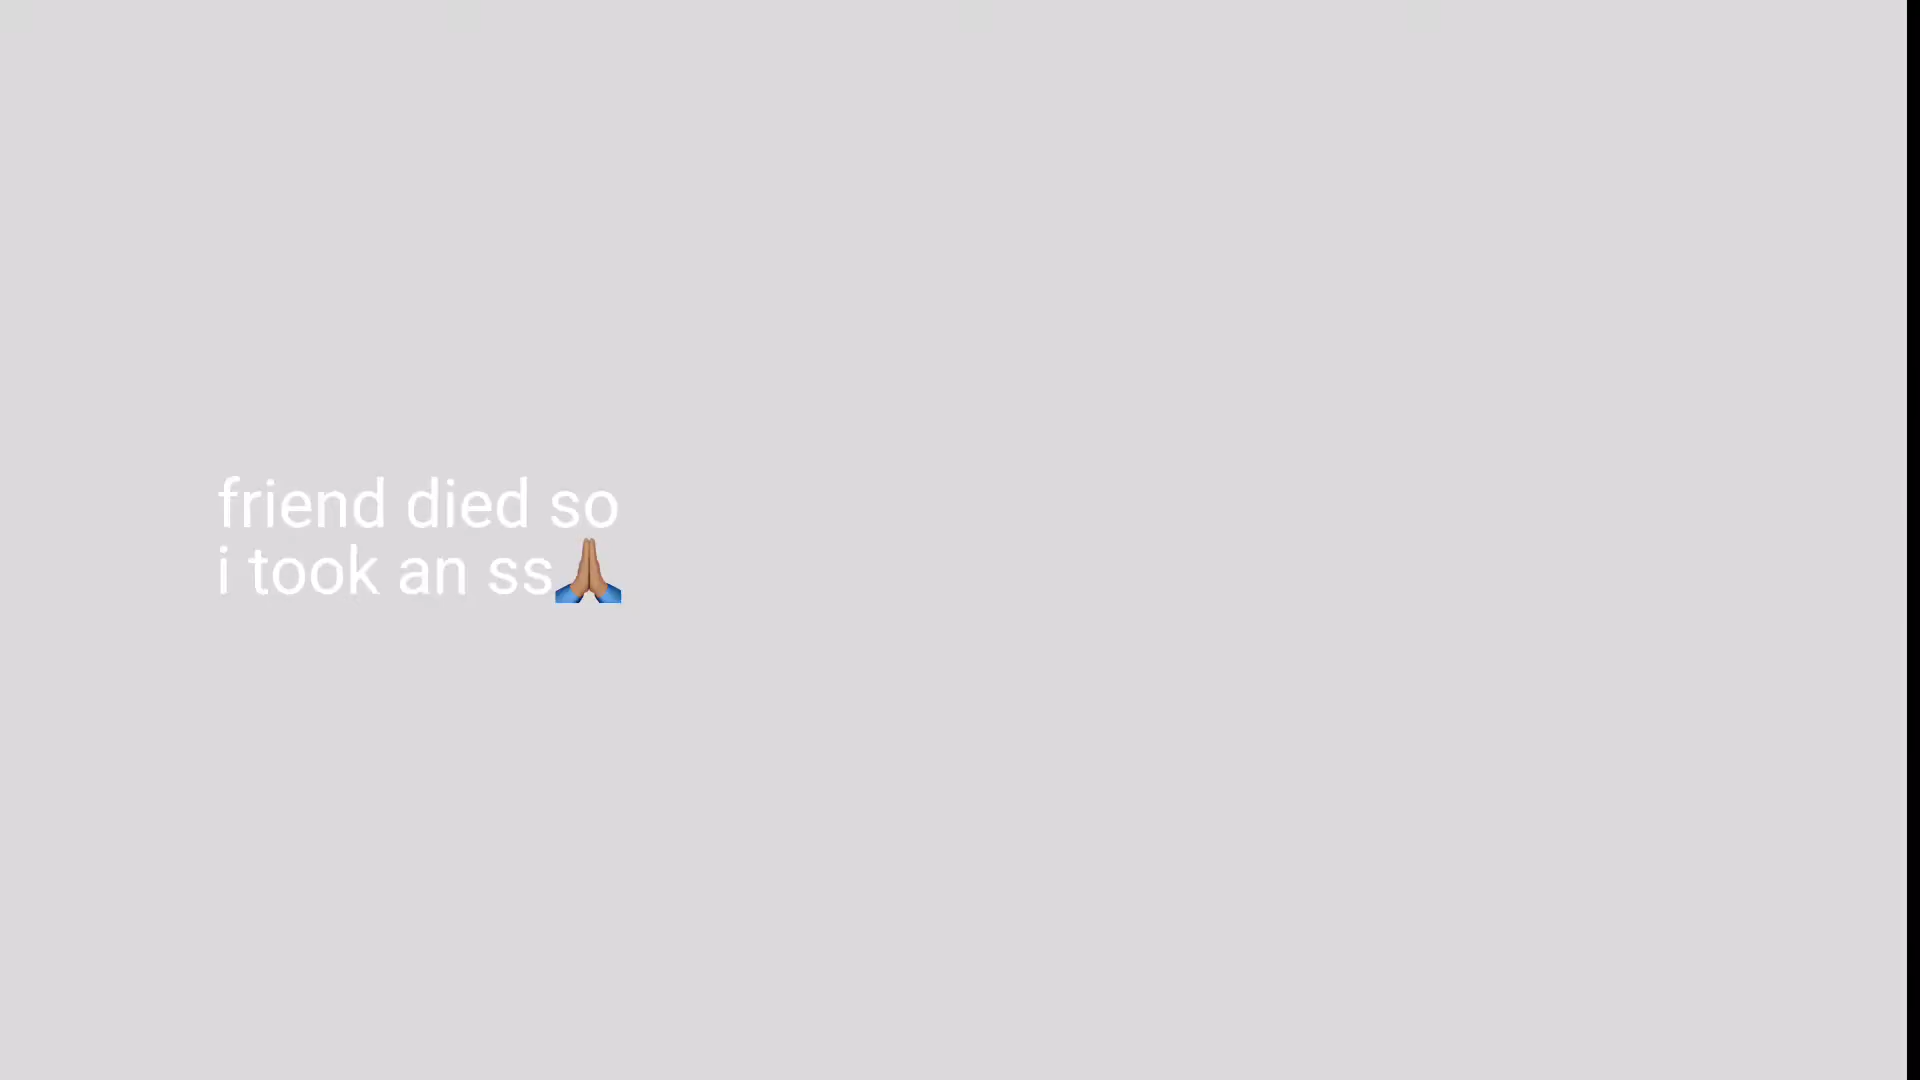 friend died so
i took an ss🙏🏽